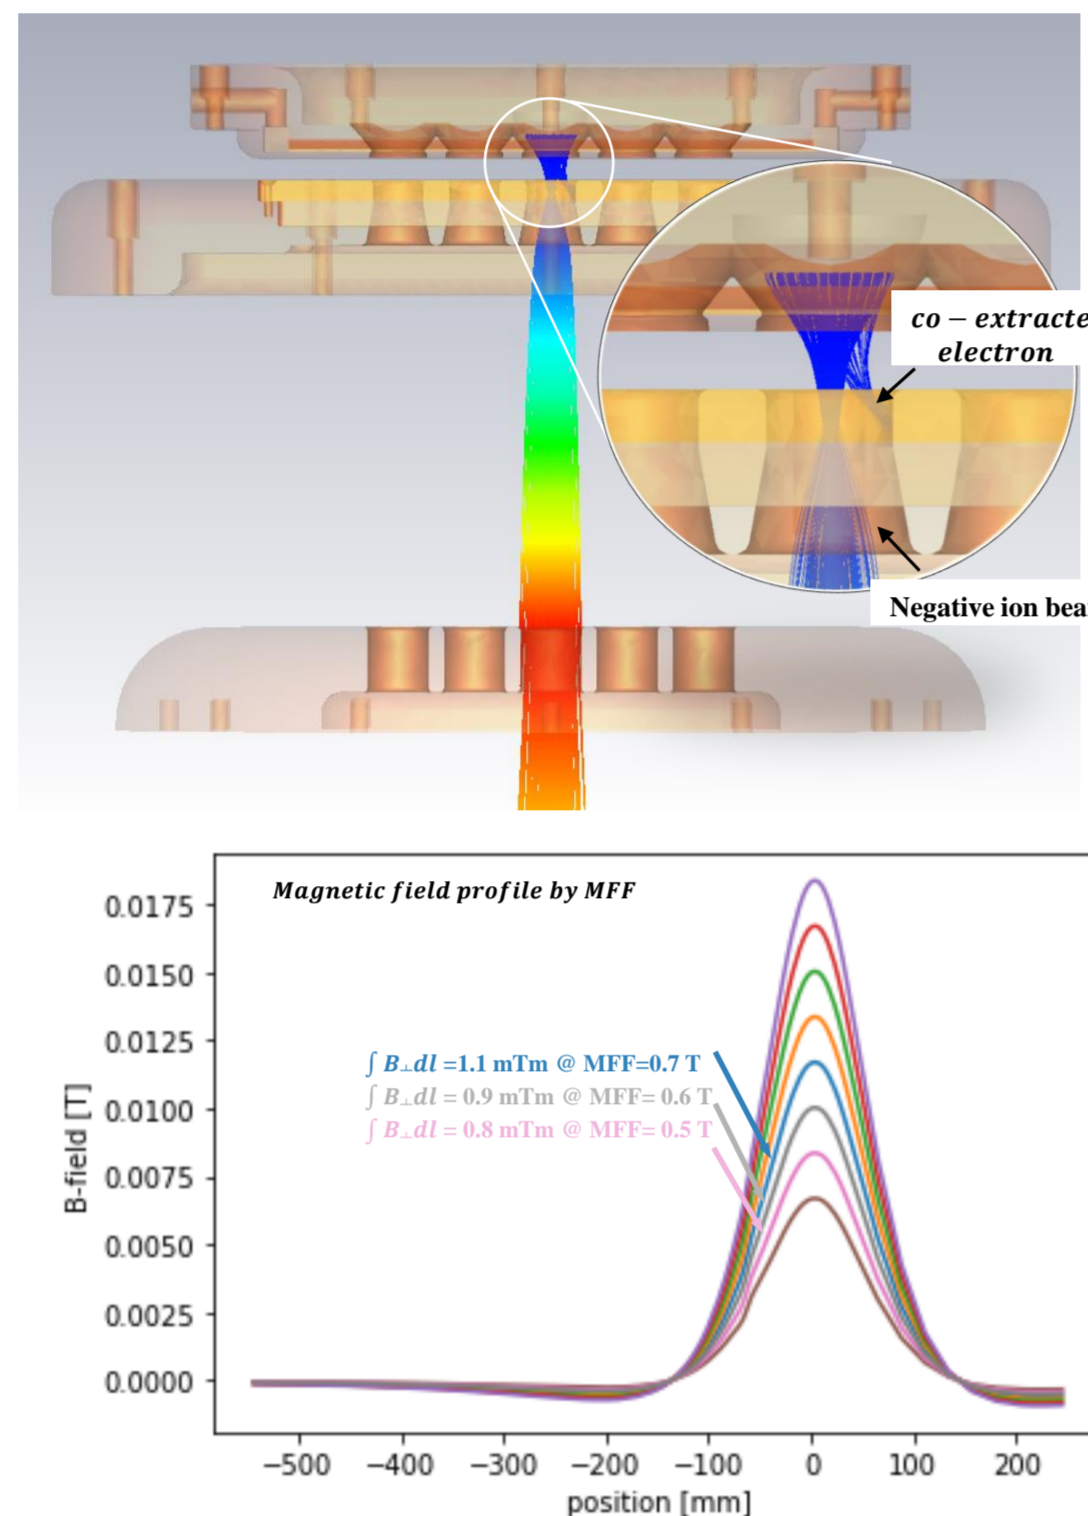 co − extracte
electron
Negative ion bea
Magnetic field profile by MFF
0.0175
0.0150
0.0125
0.0100
0.0075
0.0050
0.0025
0.0000
B-field [T]
∫ B⊥dl =1.1 mTm @ MFF=0.7 T
∫ B⊥dl = 0.9 mTm @ MFF= 0.6 T
∫ B⊥dl = 0.8 mTm @ MFF= 0.5 T
−500 −400 −300 −200 −100 0 100 200
position [mm]